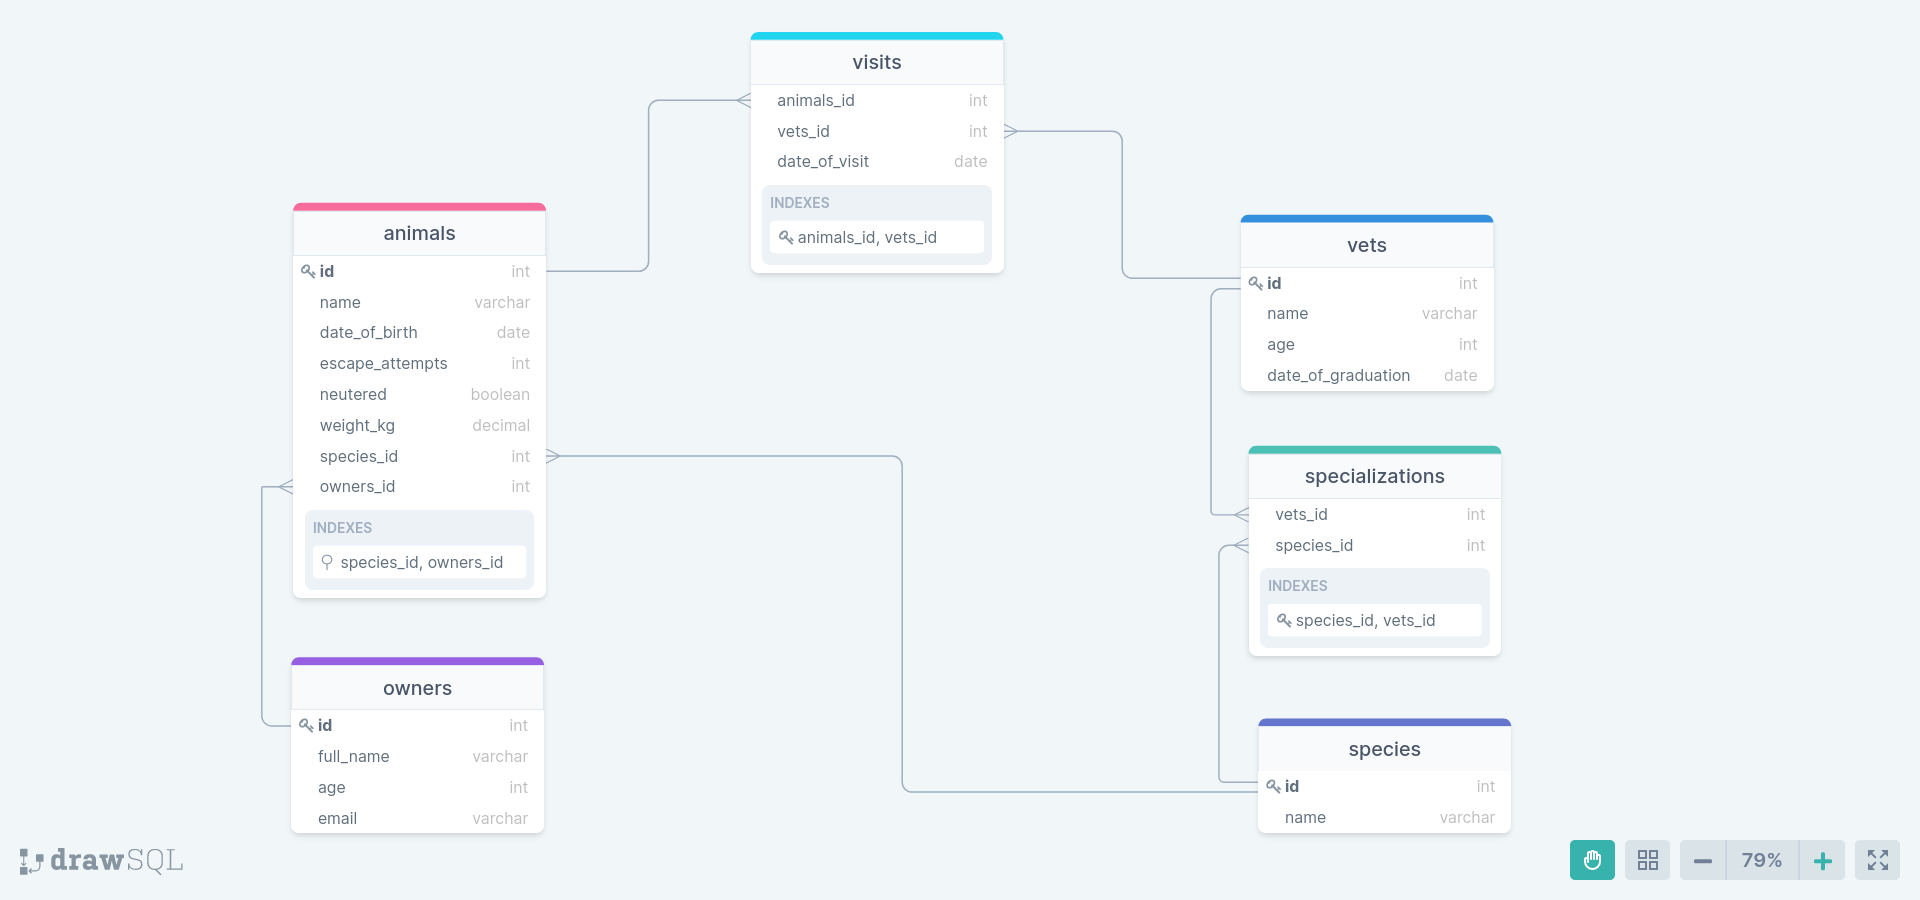 visits
animals_id int
vets_id int
date_of_visit date
INDEXES
animals_id, vets_id
animals
id int
name varchar
date_of_birth date
escape_attempts int
neutered boolean
weight_kg decimal
species_id int
owners_id int
INDEXES
species_id, owners_id
vets
id int
name varchar
age int
date_of_graduation date
specializations
vets_id int
species_id int
INDEXES
species_id, vets_id
owners
id int
full_name varchar
age int
email varchar
species
id int
name varchar
drawSQL
79%